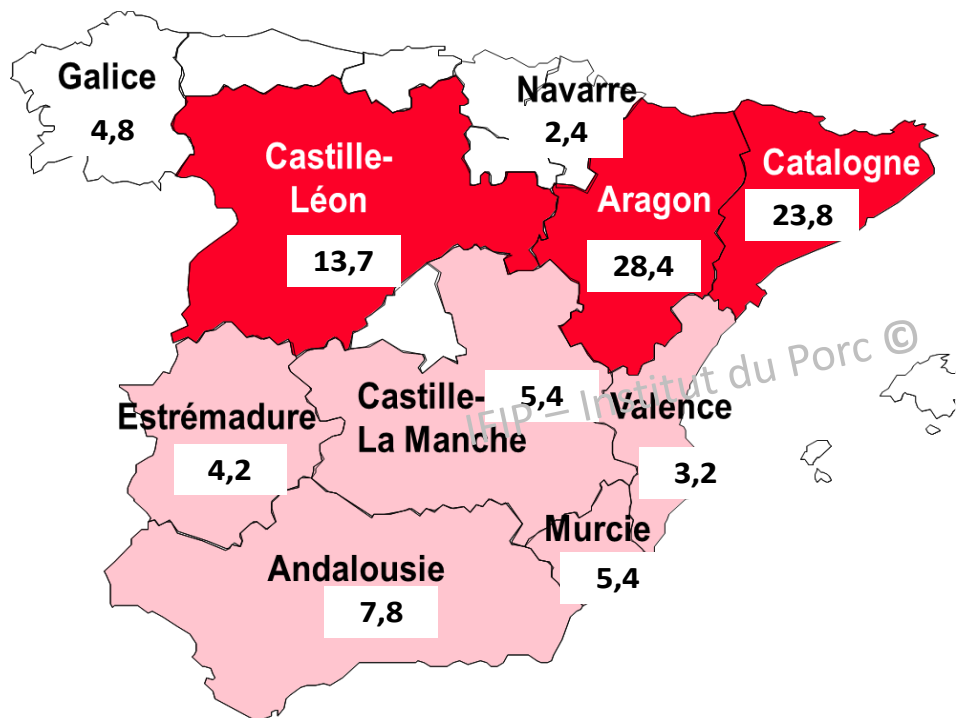 Galice
4,8
Navarre
2,4
Castille-
Léon
13,7
Aragon
28,4
Catalogne
23,8
Estrémadure
4,2
Castille-
La Manche
5,4
Valence
3,2
Murcie
5,4
Andalousie
7,8
IFIP – Institut du Porc ©